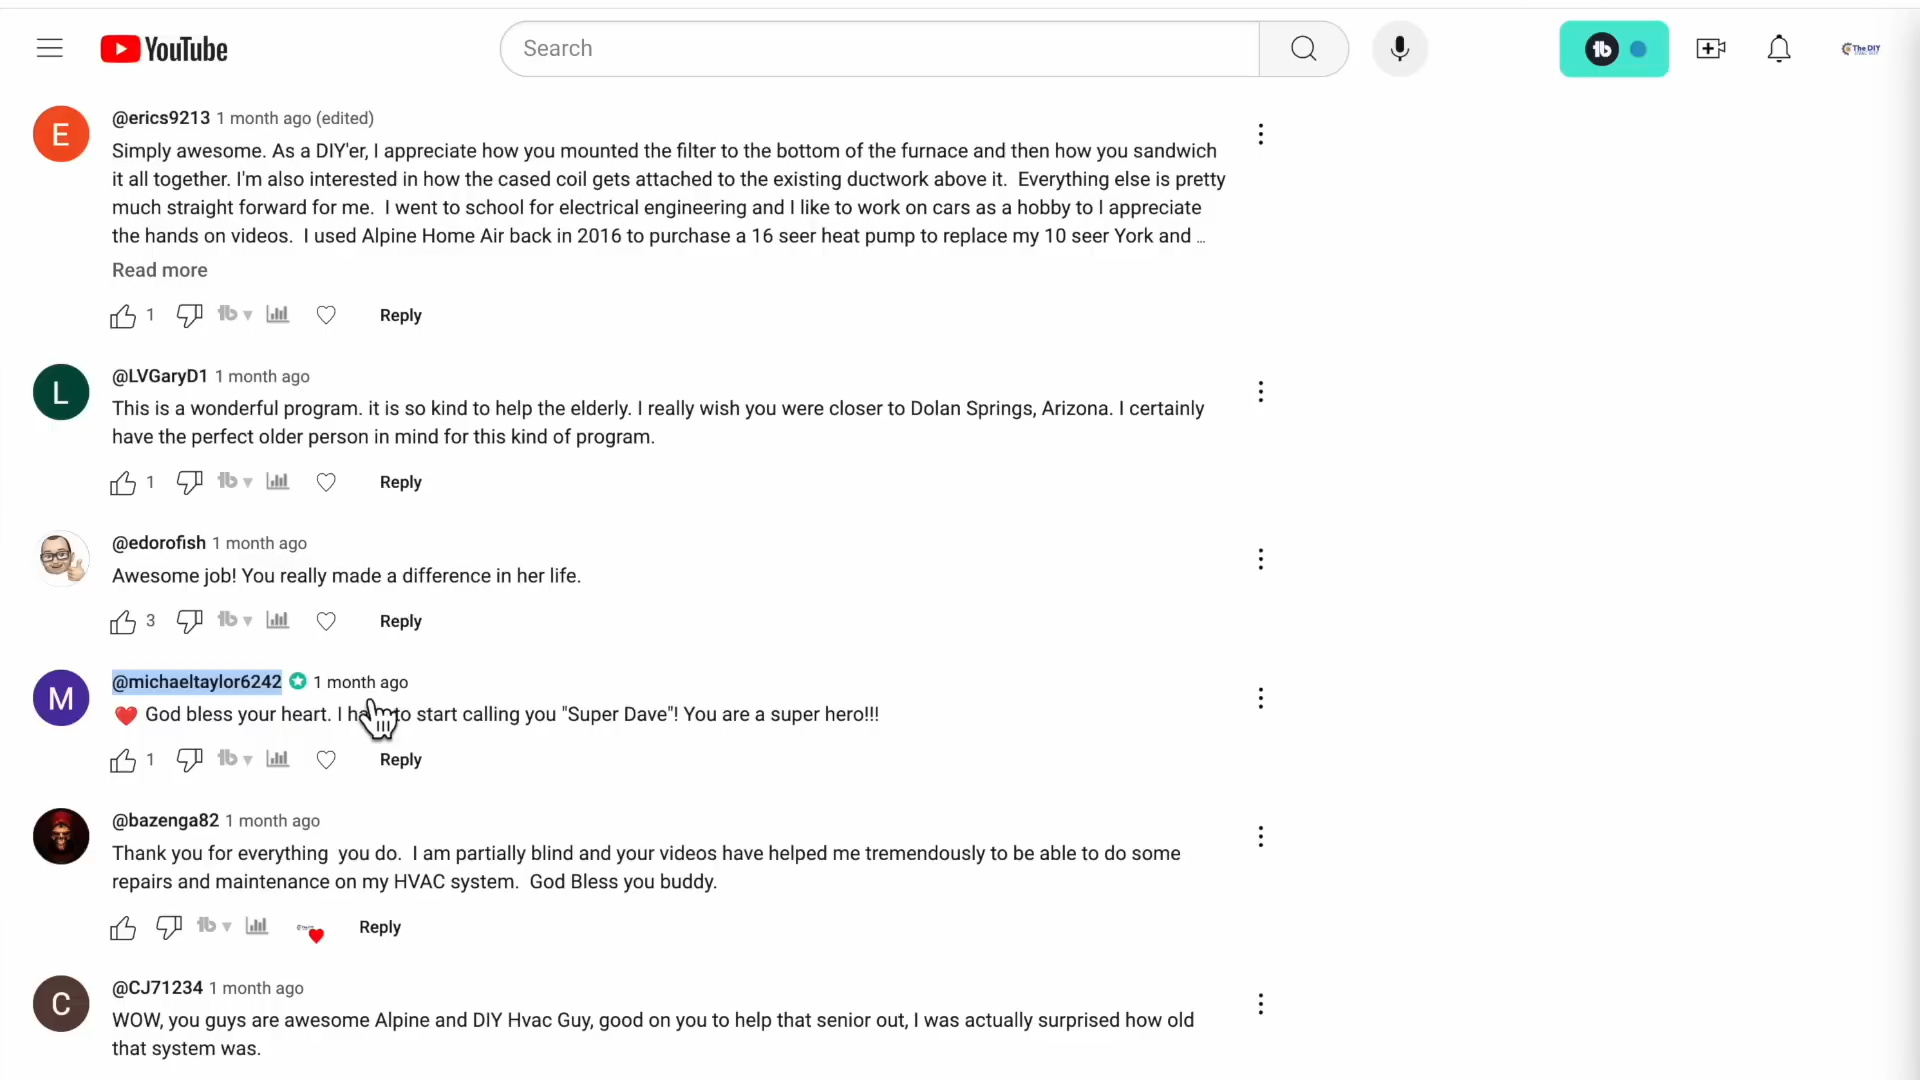 YouTube
Search
tb
The DIY
E
@erics9213 1 month ago (edited)
Simply awesome. As a DIY'er, I appreciate how you mounted the filter to the bottom of the furnace and then how you sandwich
it all together. I'm also interested in how the cased coil gets attached to the existing ductwork above it. Everything else is pretty
much straight forward for me. I went to school for electrical engineering and I like to work on cars as a hobby to I appreciate
the hands on videos. I used Alpine Home Air back in 2016 to purchase a 16 seer heat pump to replace my 10 seer York and ...
Read more
1 tb Reply
L
@LVGaryD1 1 month ago
This is a wonderful program. it is so kind to help the elderly. I really wish you were closer to Dolan Springs, Arizona. I certainly
have the perfect older person in mind for this kind of program.
1 tb Reply
@edorofish 1 month ago
Awesome job! You really made a difference in her life.
3 tb Reply
M
@michaeltaylor6242 1 month ago
❤️ God bless your heart. I to start calling you "Super Dave"! You are a super hero!!!
1 tb Reply
@bazenga82 1 month ago
Thank you for everything you do. I am partially blind and your videos have helped me tremendously to be able to do some
repairs and maintenance on my HVAC system. God Bless you buddy.
tb Reply
C
@CJ71234 1 month ago
WOW, you guys are awesome Alpine and DIY Hvac Guy, good on you to help that senior out, I was actually surprised how old
that system was.